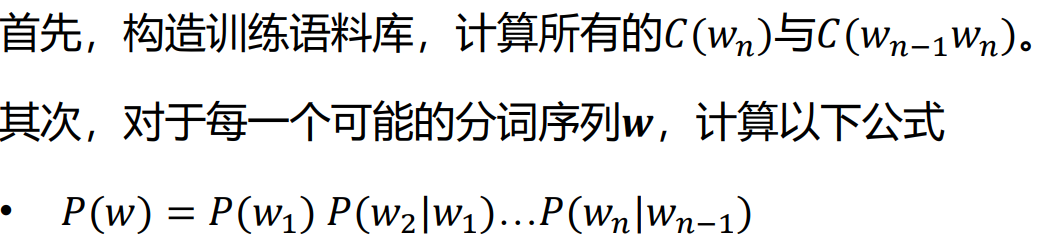 首先，构造训练语料库，计算所有的C(wₙ)与C(wₙ₋₁wₙ)。
其次，对于每一个可能的分词序列w，计算以下公式
• P(w) = P(w₁) P(w₂|w₁)…P(wₙ|wₙ₋₁)